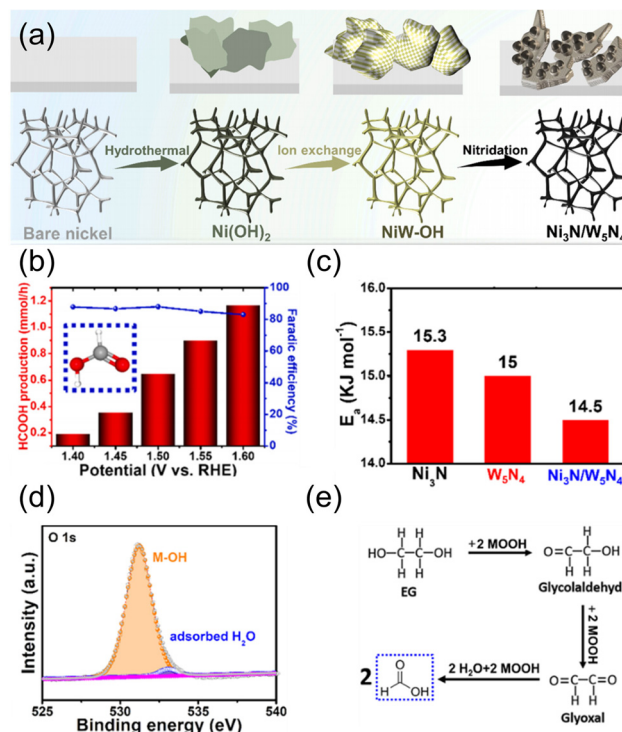 (a)
Hydrothermal
Ion exchange
Nitridation
Bare nickel
Ni(OH)₂
NiW-OH
Ni₃N/W₅N₄
(b)
HCOOH production (mmol/h)
1.2
1.0
0.8
0.6
0.4
0.2
100
80
60
40
20
0
Faradic efficiency (%)
1.40 1.45 1.50 1.55 1.60
Potential (V vs. RHE)
(c)
Eₐ (KJ mol⁻¹)
16.0
15.5
15.0
14.5
14.0
15.3
15
14.5
Ni₃N W₅N₄ Ni₃N/W₅N₄
(d)
O 1s
M-OH
adsorbed H₂O
Intensity (a.u.)
525 530 535 540
Binding energy (eV)
(e)
H H
HO-C-C-OH
H H
EG
+2 MOOH
H H
O=C-C-OH
H
Glycolaldehyd
+ 2 MOOH
H H
O=C-C=O
Glyoxal
2 H₂O+2 MOOH
2
O
H OH